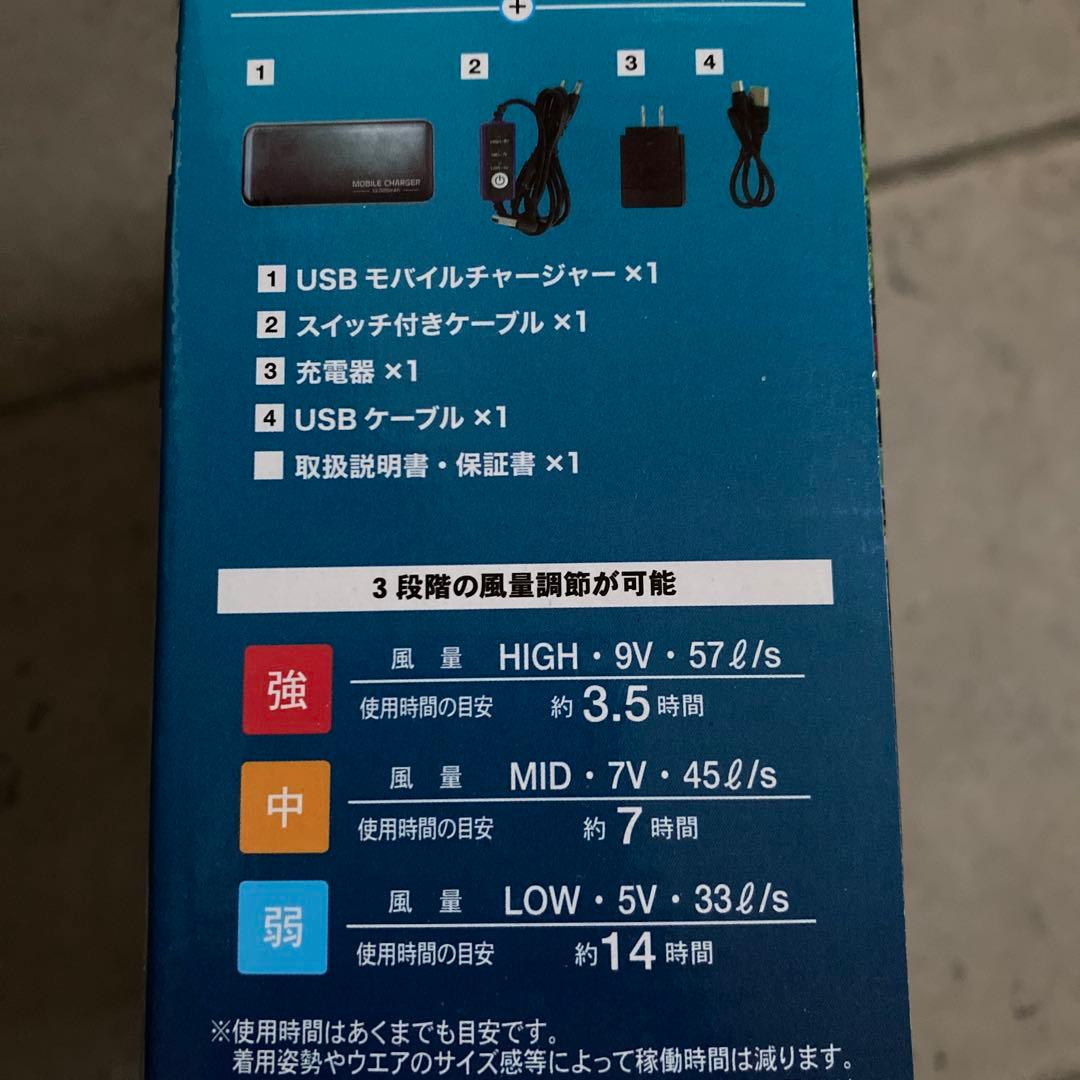 +
1
2
3
4
MOBILE CHARGER
1 USB モバイルチャージャー ×1
2 スイッチ付きケーブル ×1
3 充電器 ×1
4 USB ケーブル ×1
取扱説明書・保証書 ×1
3 段階の風量調節が可能
強
風 量 HIGH・9V・57ℓ/s
使用時間の目安 約 3.5 時間
中
風 量 MID・7V・45ℓ/s
使用時間の目安 約 7 時間
弱
風 量 LOW・5V・33ℓ/s
使用時間の目安 約14 時間
※使用時間はあくまでも目安です。
着用姿勢やウエアのサイズ感等によって稼働時間は減ります。